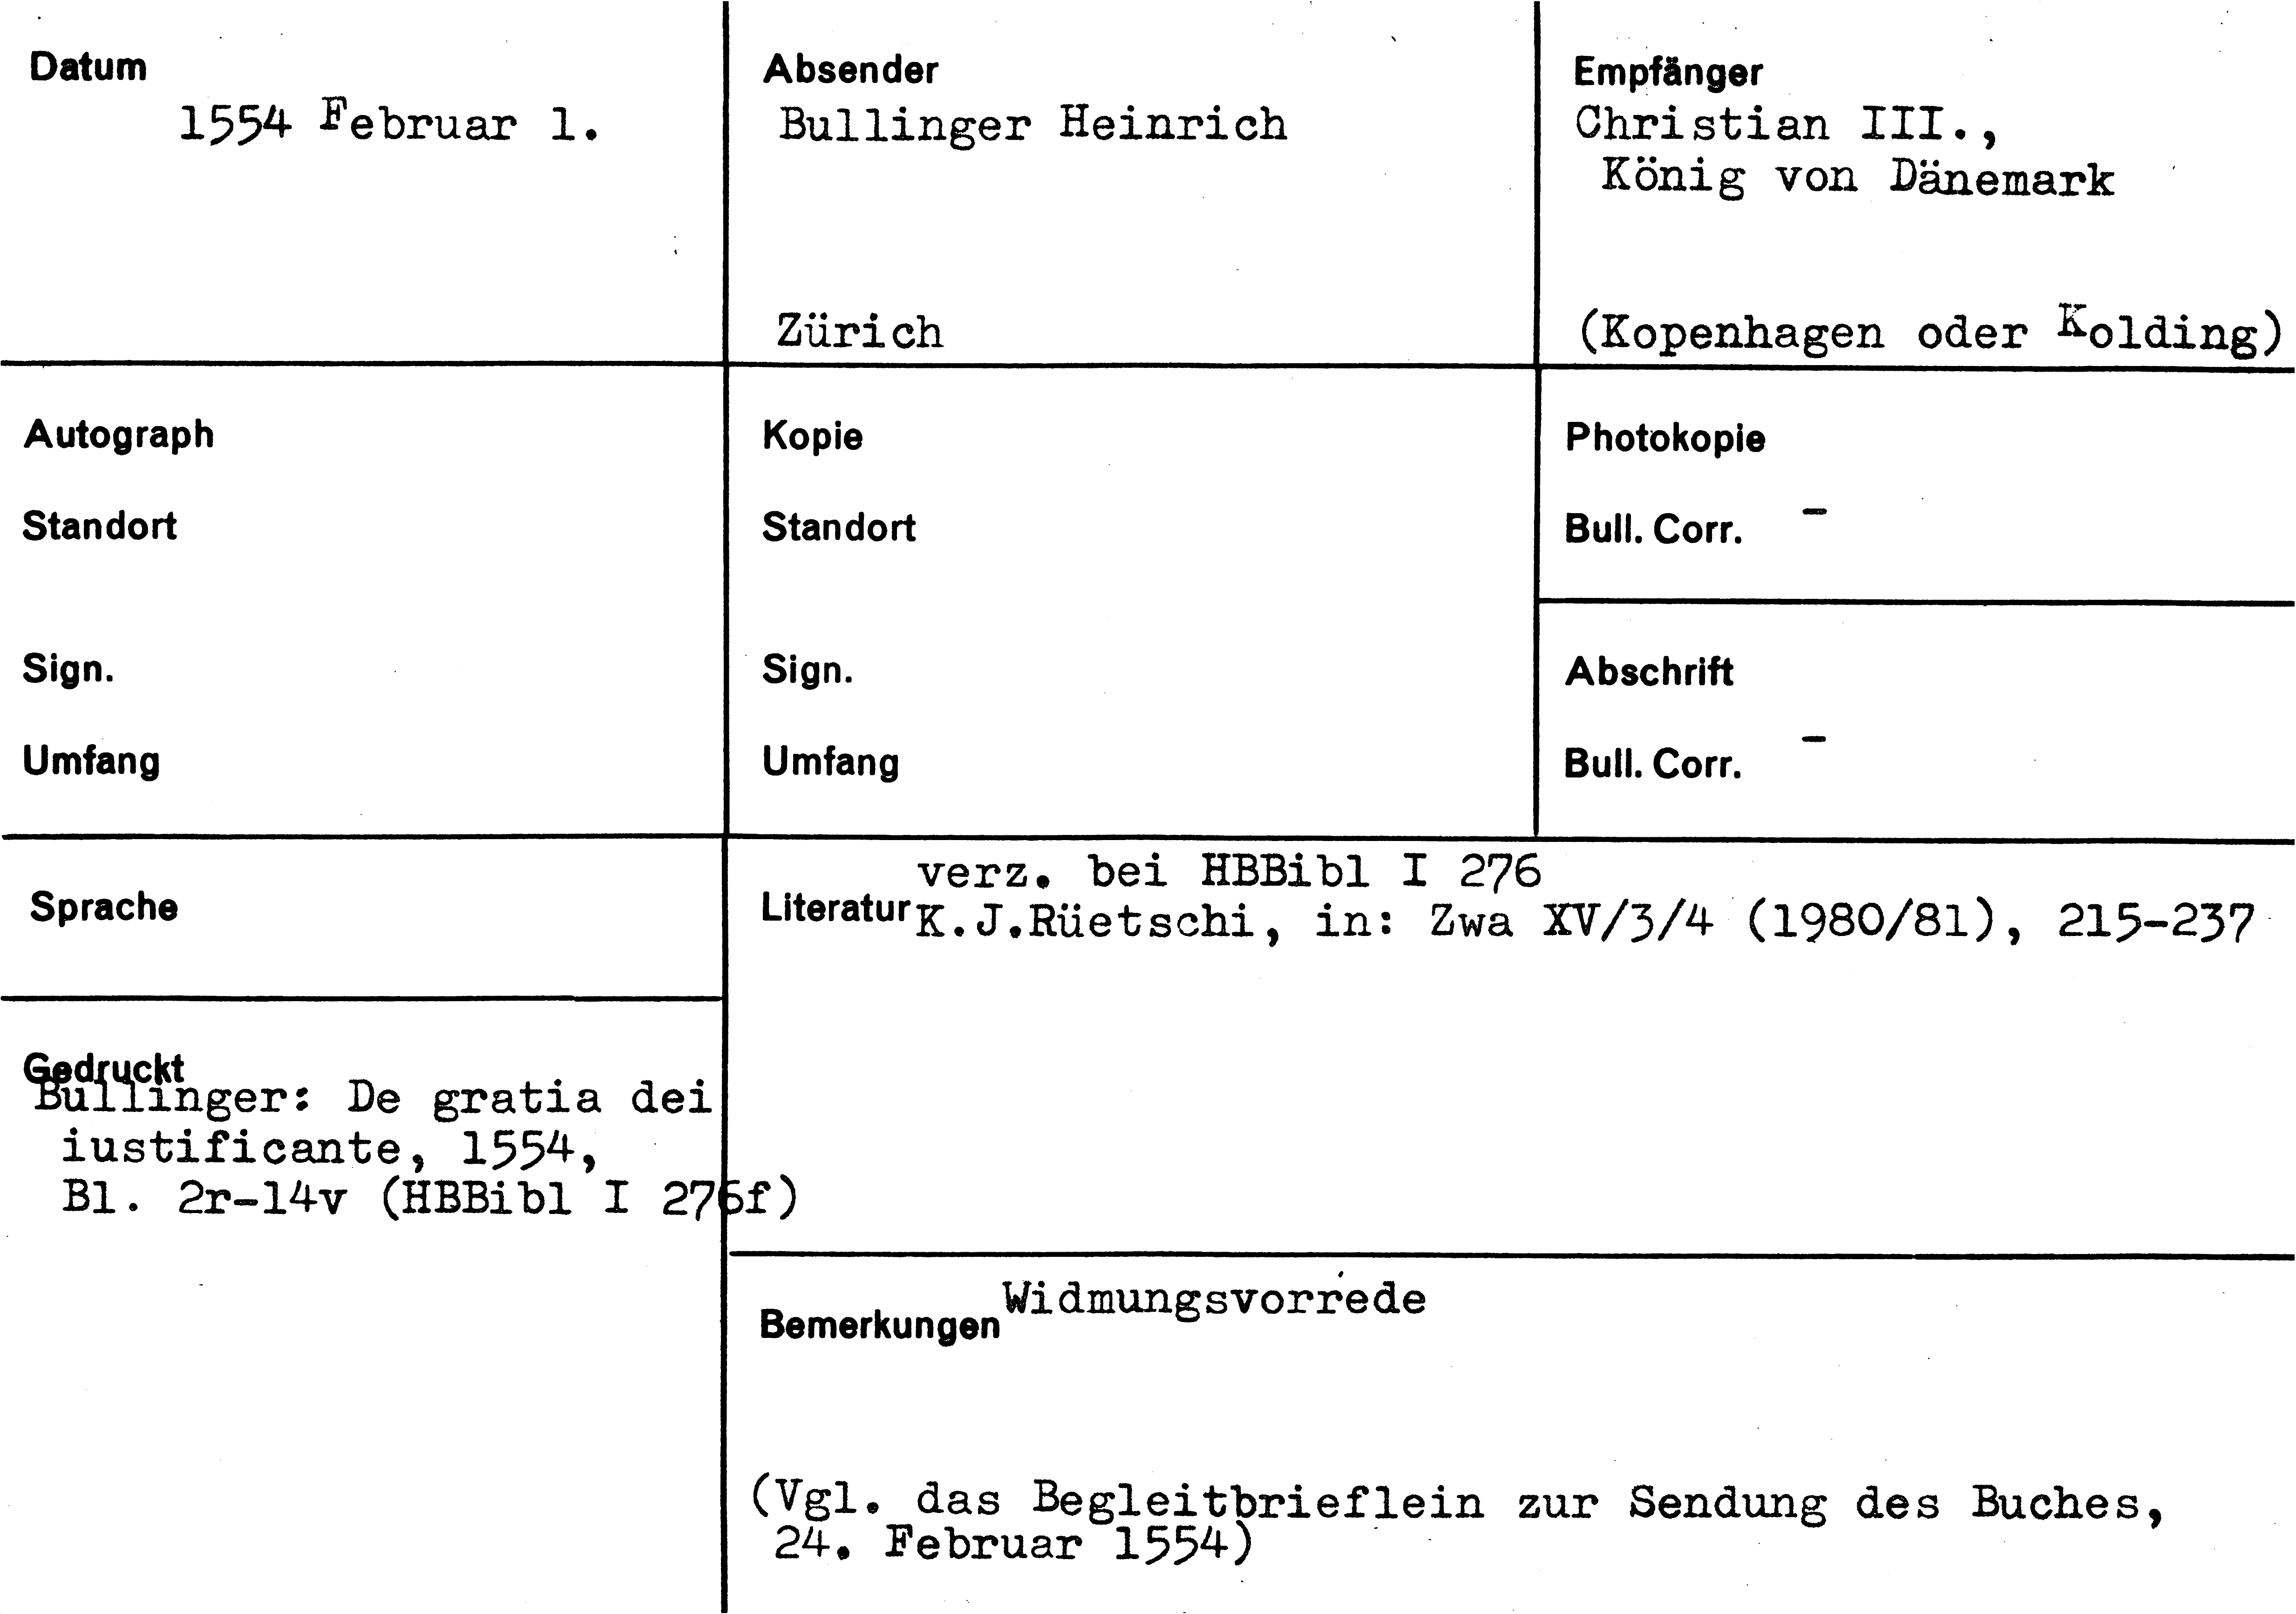 Datum
1554 Februar 1.
Absender
Bullinger Heinrich
Zürich
Empfänger
Christian III.,
König von Dänemark
(Kopenhagen oder Kolding)
Autograph
Standort
Sign.
Umfang
Kopie
Standort
Sign.
Umfang
Photokopie
Bull. Corr. -
Abschrift
Bull. Corr. -
Sprache
Gedruckt
Bullinger: De gratia dei
iustificante, 1554,
Bl. 2r-14v (HBBibl I 276f)
verz. bei HBBibl I 276
Literatur K.J.Rüetschi, in: Zwa XV/3/4 (1980/81), 215-237
Bemerkungen Widmungsvorrede
(Vgl. das Begleitbrieflein zur Sendung des Buches,
24. Februar 1554)